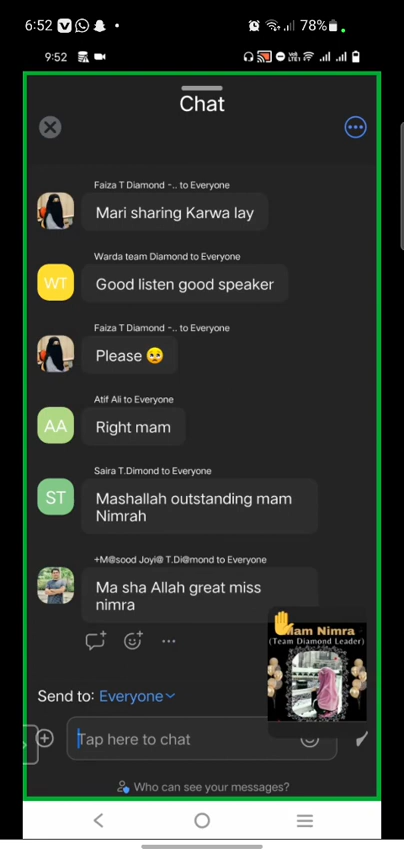 6:52
78%
9:52
Chat
Faiza T Diamond -.. to Everyone
Mari sharing Karwa lay
Warda team Diamond to Everyone
WT
Good listen good speaker
Faiza T Diamond -.. to Everyone
Please 🥺
Atif Ali to Everyone
AA
Right mam
Saira T.Dimond to Everyone
ST
Mashallah outstanding mam
Nimrah
+M@sood Joyi@ T.Di@mond to Everyone
Ma sha Allah great miss
nimra
Mam Nimra
(Team Diamond Leader)
Send to: Everyone
Tap here to chat
Who can see your messages?